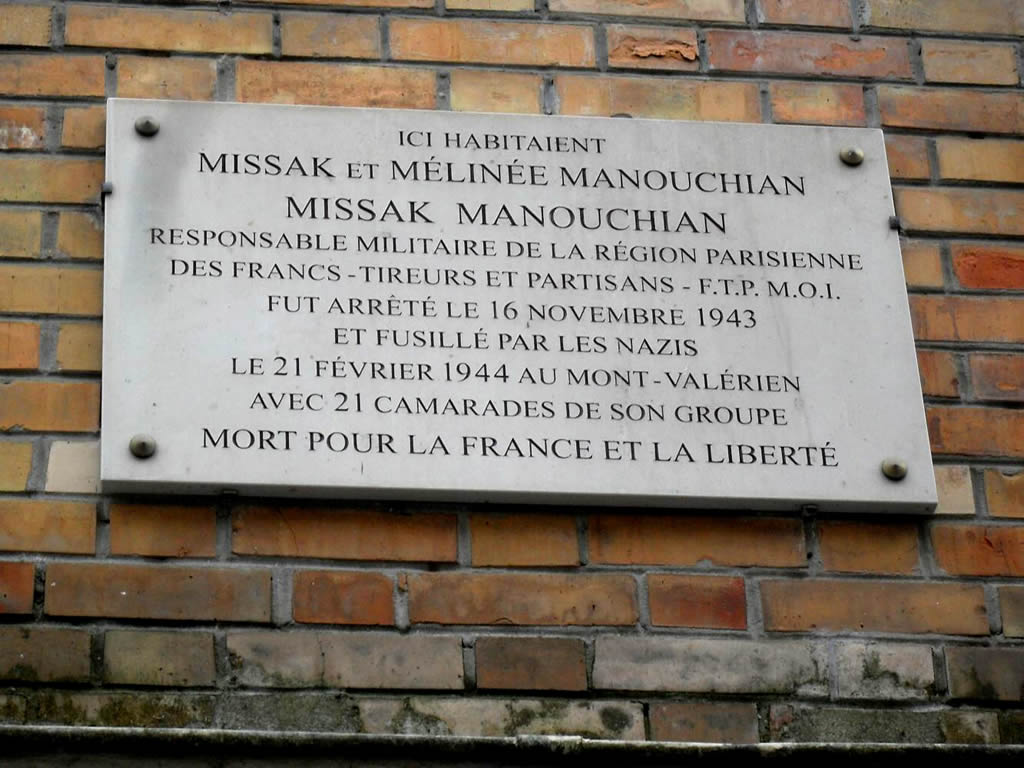 ICI HABITAIENT
MISSAK ET MÉLINÉE MANOUCHIAN
MISSAK MANOUCHIAN
RESPONSABLE MILITAIRE DE LA RÉGION PARISIENNE
DES FRANCS-TIREURS ET PARTISANS - F.T.P. M.O.I.
FUT ARRÊTÉ LE 16 NOVEMBRE 1943
ET FUSILLÉ PAR LES NAZIS
LE 21 FÉVRIER 1944 AU MONT-VALÉRIEN
AVEC 21 CAMARADES DE SON GROUPE
MORT POUR LA FRANCE ET LA LIBERTÉ